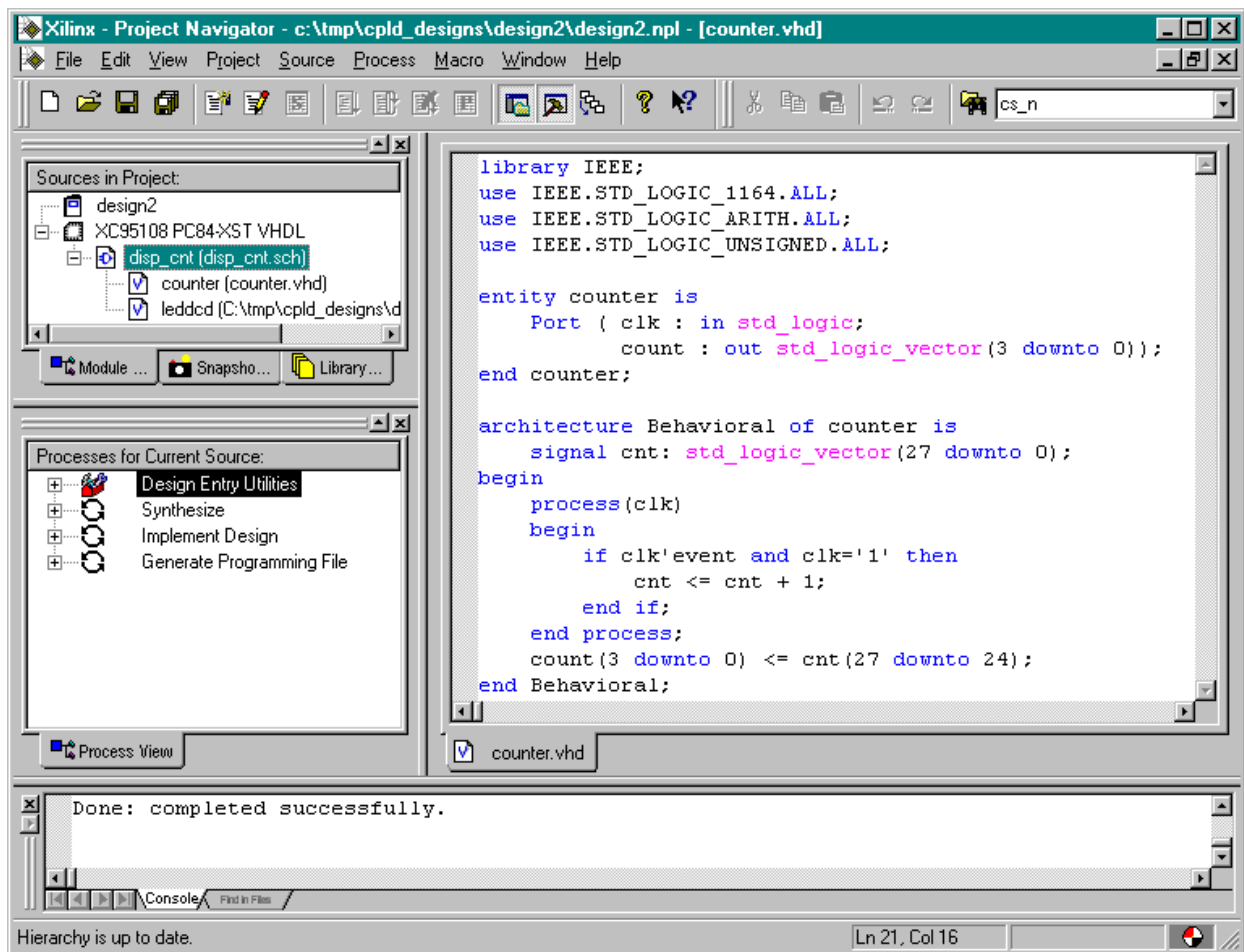 Xilinx - Project Navigator - c:\tmp\cpld_designs\design2\design2.npl - [counter.vhd]
File Edit View Project Source Process Macro Window Help
cs_n
Sources in Project:
design2
XC95108 PC84-XST VHDL
disp_cnt (disp_cnt.sch)
counter (counter.vhd)
leddcd (C:\tmp\cpld_designs\d
Module ... Snapsho... Library...
Processes for Current Source:
Design Entry Utilities
Synthesize
Implement Design
Generate Programming File
Process View
library IEEE;
use IEEE.STD_LOGIC_1164.ALL;
use IEEE.STD_LOGIC_ARITH.ALL;
use IEEE.STD_LOGIC_UNSIGNED.ALL;
entity counter is
Port ( clk : in std_logic;
count : out std_logic_vector(3 downto 0));
end counter;
architecture Behavioral of counter is
signal cnt: std_logic_vector(27 downto 0);
begin
process(clk)
begin
if clk'event and clk='1' then
cnt <= cnt + 1;
end if;
end process;
count(3 downto 0) <= cnt(27 downto 24);
end Behavioral;
counter.vhd
Done: completed successfully.
Console Find in Files
Hierarchy is up to date. Ln 21, Col 16